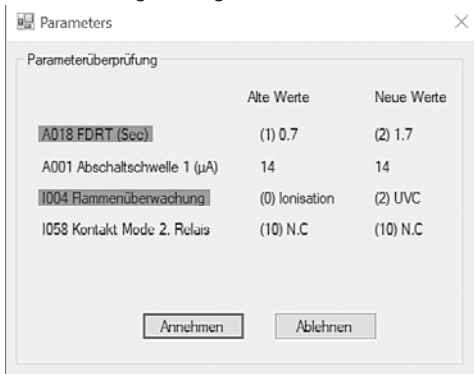 Parameters
Parameterüberprüfung
Alte Werte Neue Werte
A018 FDRT (Sec) (1) 0.7 (2) 1.7
A001 Abschaltschwelle 1 (µA) 14 14
I004 Flammenüberwachung (0) Ionisation (2) UVC
I058 Kontakt Mode 2. Relais (10) N.C (10) N.C
Annehmen Ablehnen